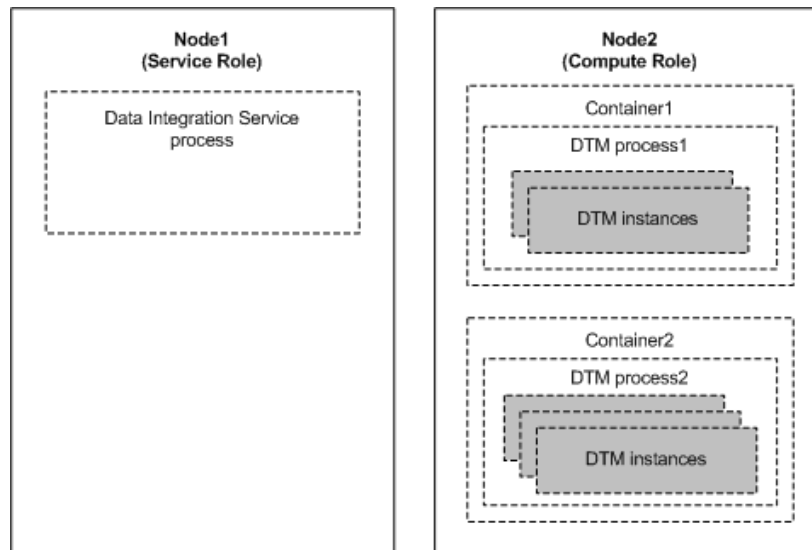 Node1
(Service Role)
Data Integration Service
process
Node2
(Compute Role)
Container1
DTM process1
DTM instances
Container2
DTM process2
DTM instances